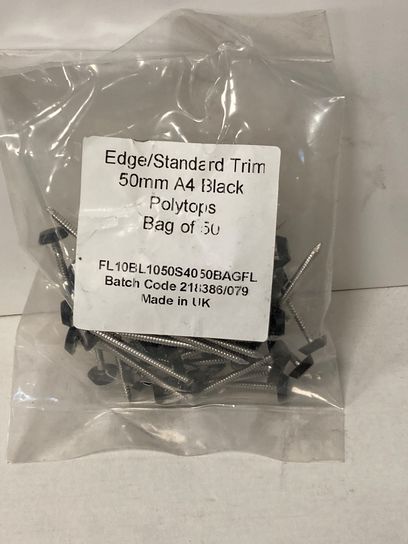 Edge/Standard Trim
50mm A4 Black
Polytops
Bag of 50
FL10BL1050S4050BAGFL
Batch Code 218386/079
Made in UK